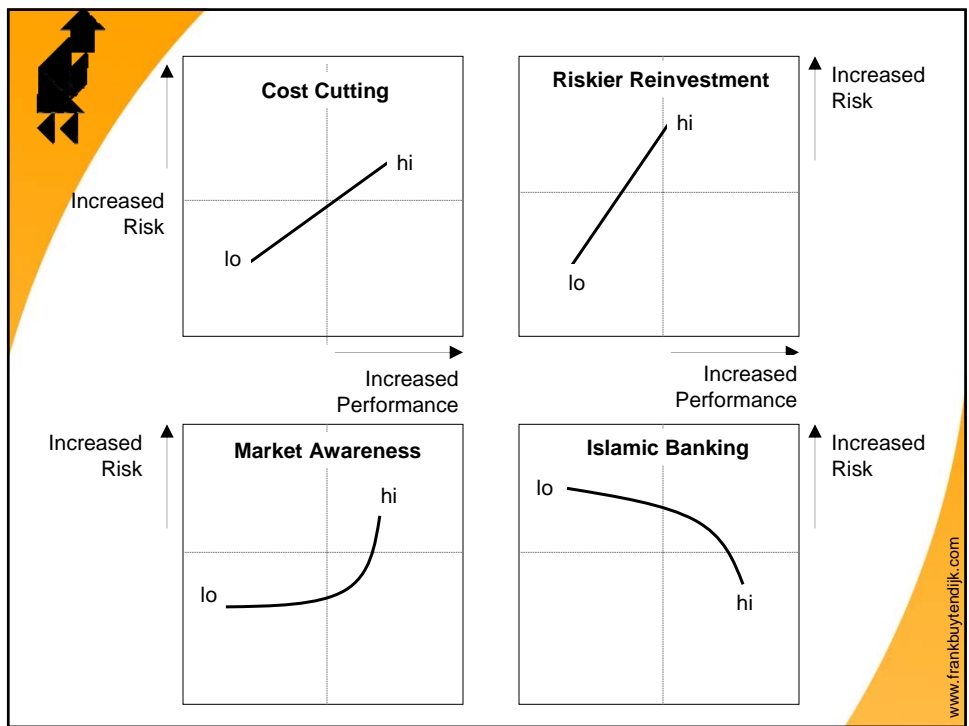 Cost Cutting
hi
lo
Increased
Risk
Increased
Performance
Riskier Reinvestment
hi
lo
Increased
Risk
Increased
Performance
Market Awareness
hi
lo
Increased
Risk
Islamic Banking
lo
hi
Increased
Risk
www.frankbuytendijk.com